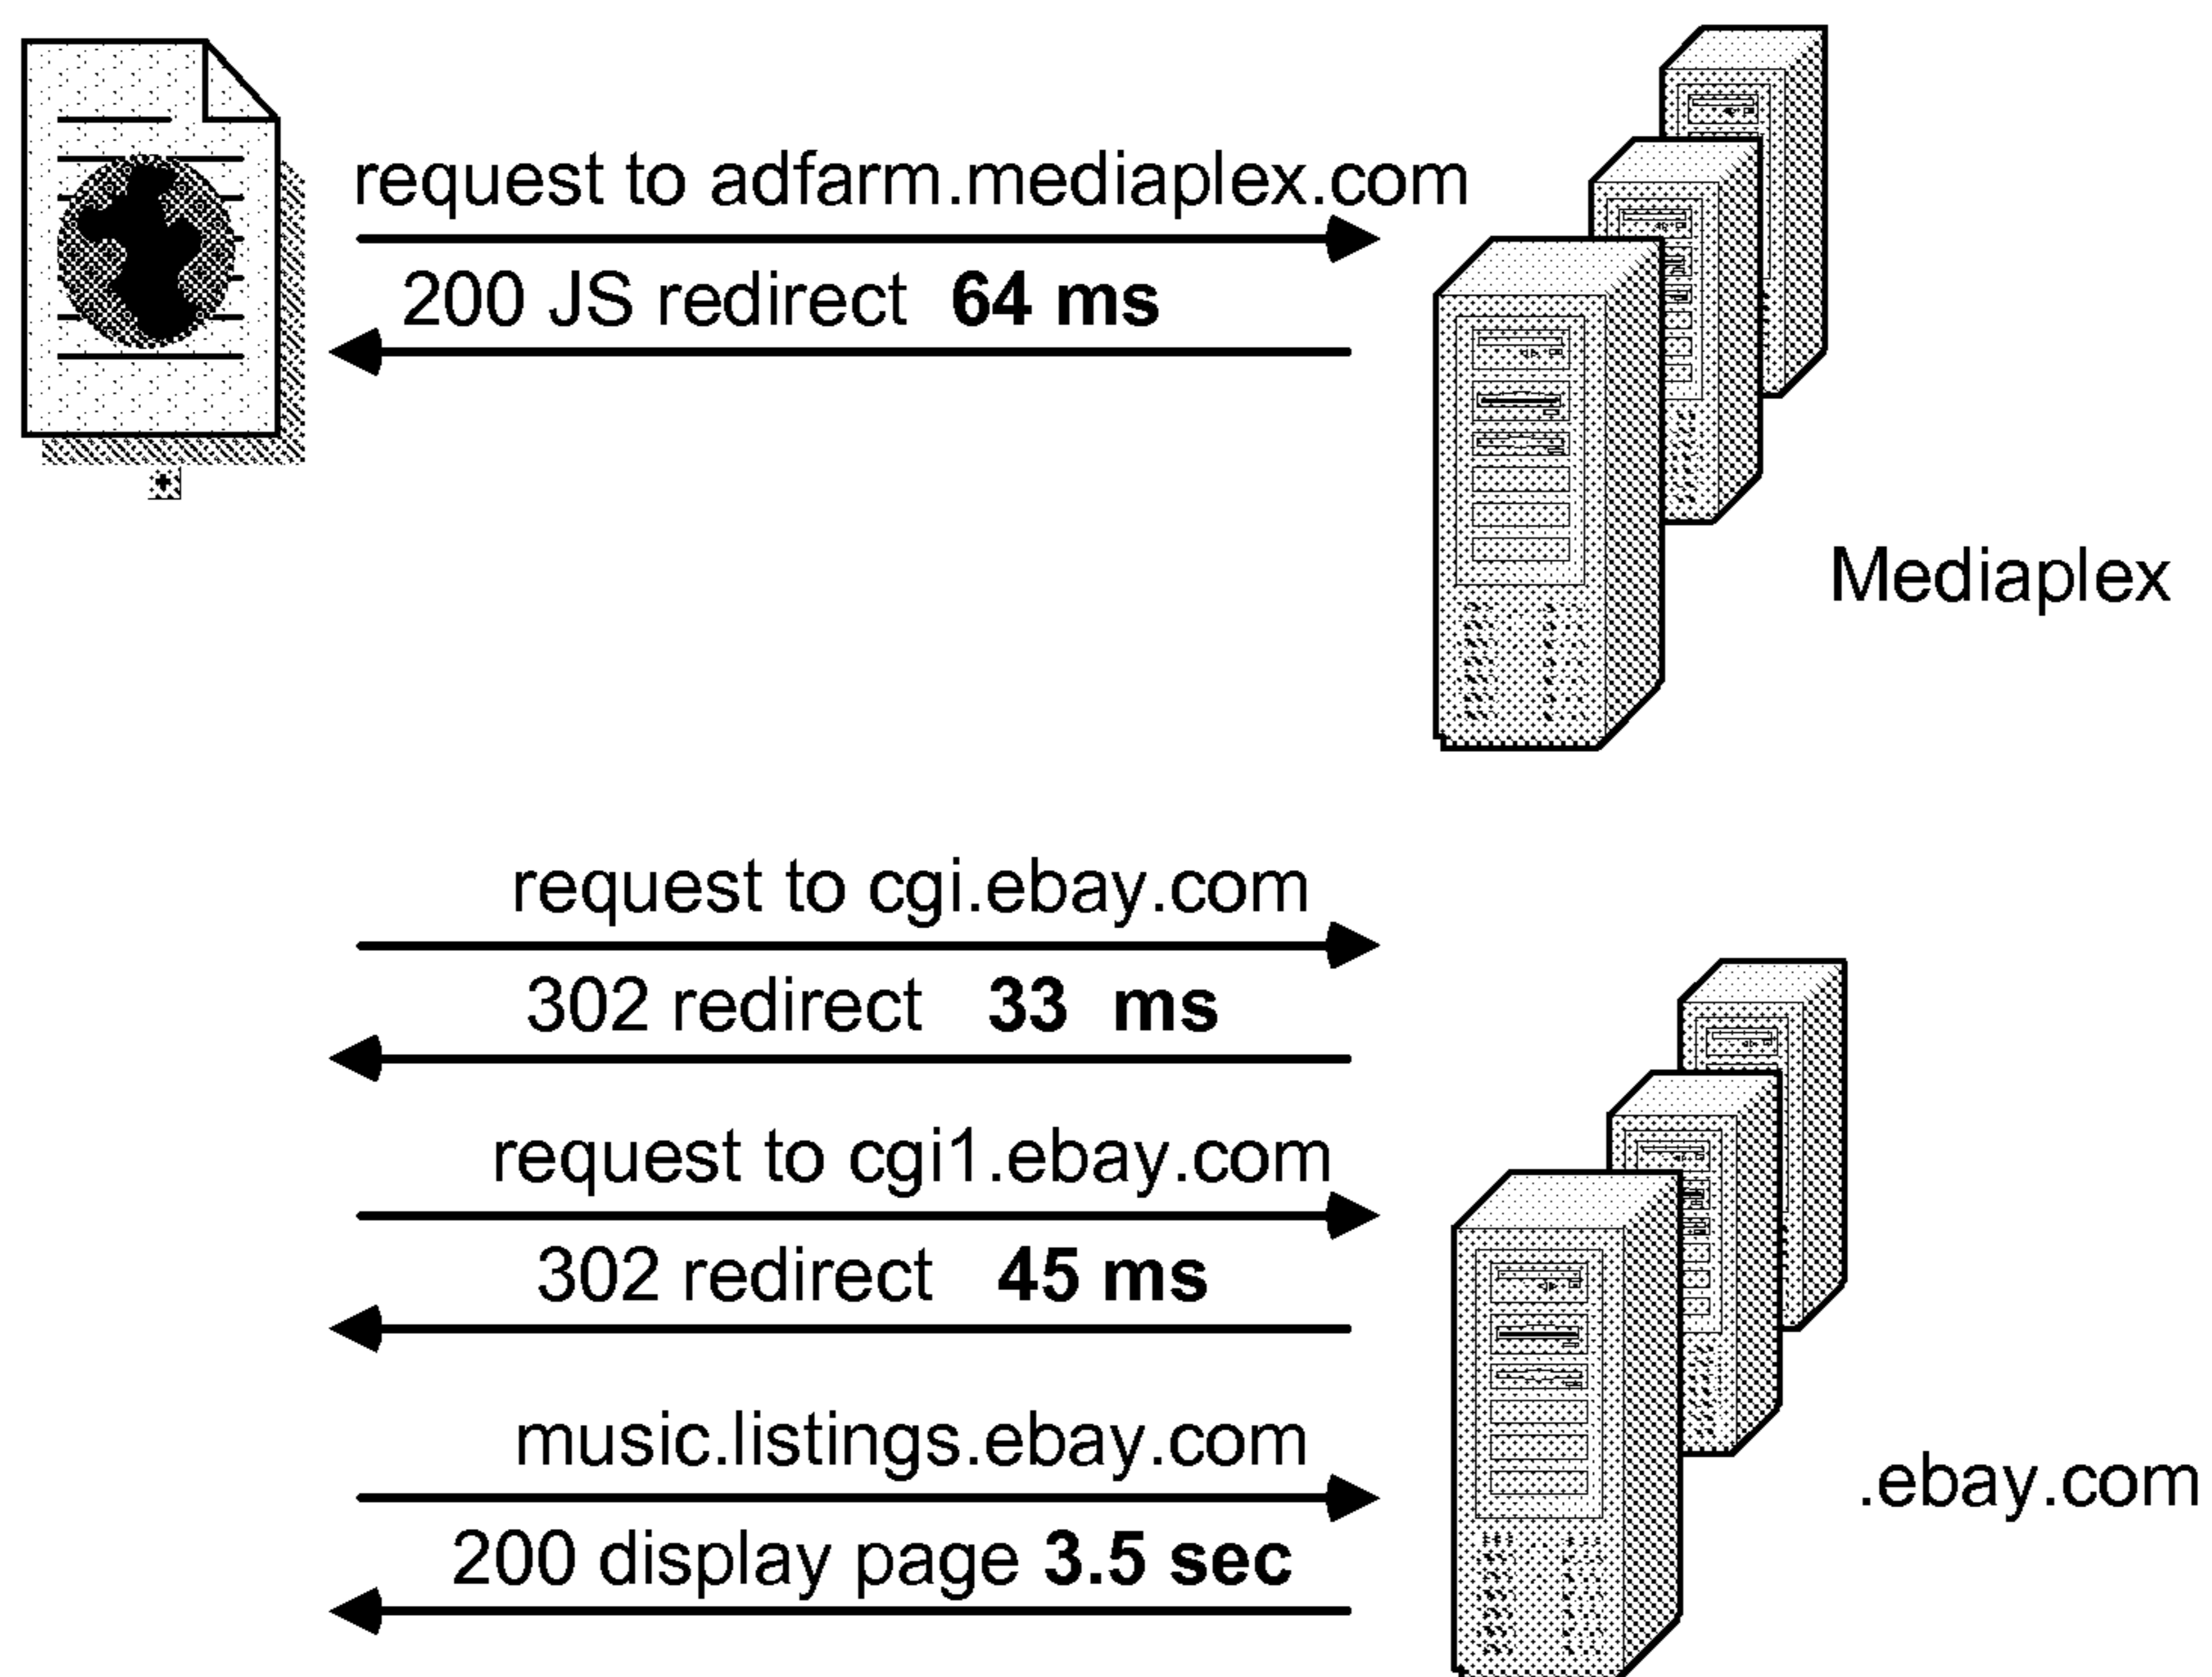 request to adfarm.mediaplex.com
200 JS redirect 64 ms
Mediaplex
request to cgi.ebay.com
302 redirect 33 ms
request to cgi1.ebay.com
302 redirect 45 ms
music.listings.ebay.com
.ebay.com
200 display page 3.5 sec